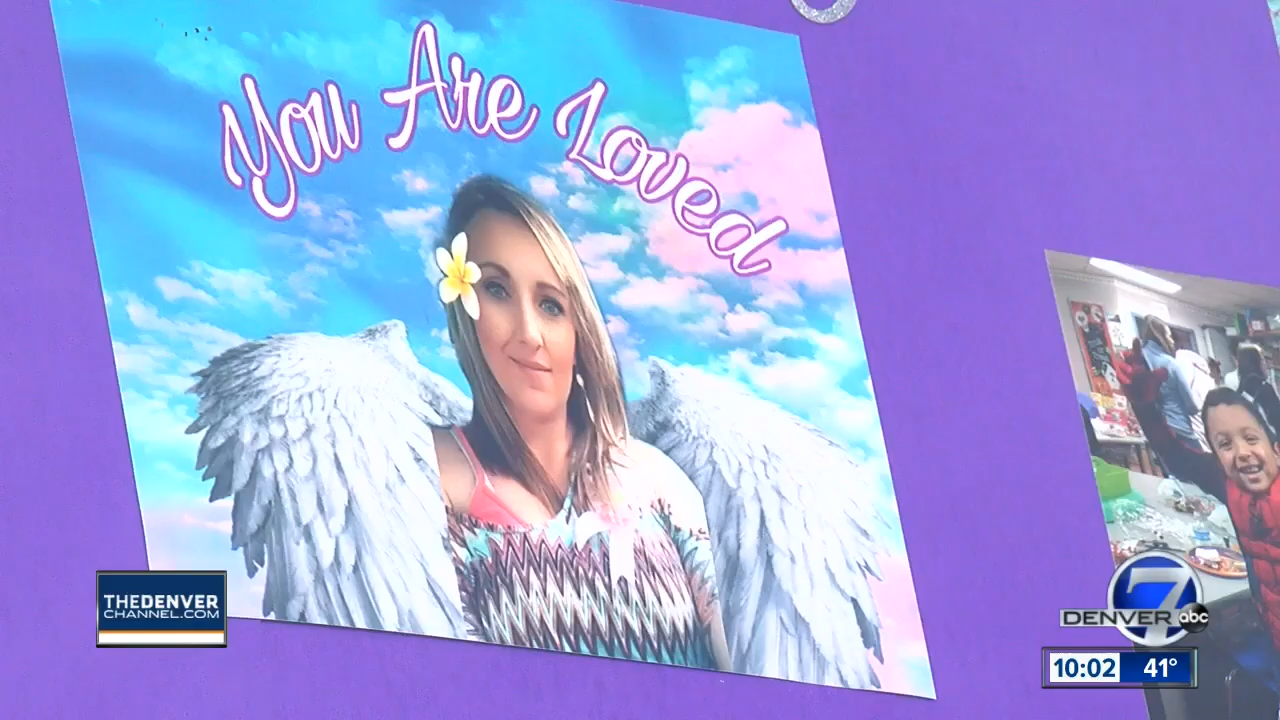 You Are Loved
THEDENVER
CHANNEL.COM
DENVER 7 abc
10:02 41°